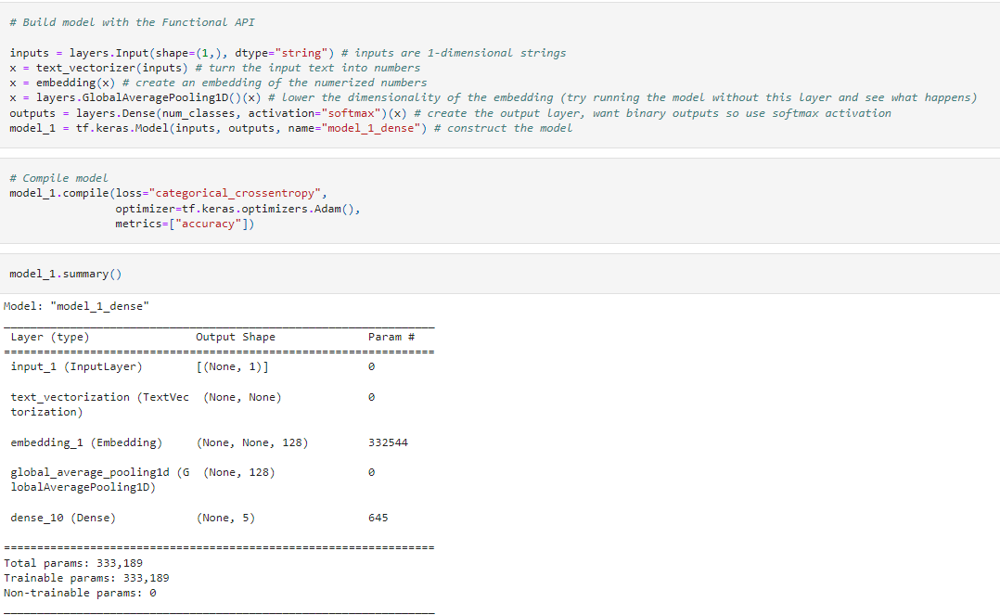 # Build model with the Functional API
inputs = layers.Input(shape=(1,), dtype="string") # inputs are 1-dimensional strings
x = text_vectorizer(inputs) # turn the input text into numbers
x = embedding(x) # create an embedding of the numerized numbers
x = layers.GlobalAveragePooling1D()(x) # lower the dimensionality of the embedding (try running the model without this layer and see what happens)
outputs = layers.Dense(num_classes, activation="softmax")(x) # create the output layer, want binary outputs so use softmax activation
model_1 = tf.keras.Model(inputs, outputs, name="model_1_dense") # construct the model
# Compile model
model_1.compile(loss="categorical_crossentropy",
optimizer=tf.keras.optimizers.Adam(),
metrics=["accuracy"])
model_1.summary()
Model: "model_1_dense"
_________________________________________________________________
Layer (type) Output Shape Param #
=================================================================
input_1 (InputLayer) [(None, 1)] 0
text_vectorization (TextVec (None, None) 0
torization)
embedding_1 (Embedding) (None, None, 128) 332544
global_average_pooling1d (G (None, 128) 0
lobalAveragePooling1D)
dense_10 (Dense) (None, 5) 645
=================================================================
Total params: 333,189
Trainable params: 333,189
Non-trainable params: 0
_________________________________________________________________